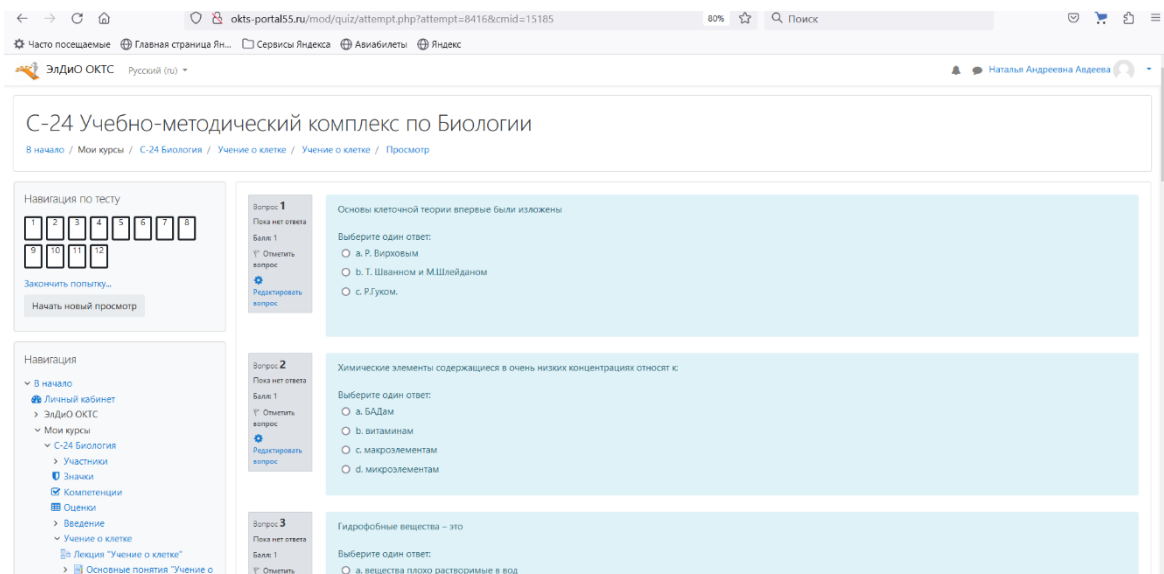 okts-portal55.ru/mod/quiz/attempt.php?attempt=8416&cmid=15185
80%
Поиск
Часто посещаемые
Главная страница Ян...
Сервисы Яндекса
Авиабилеты
Яндекс
ЭлДиО ОКТС
Русский (ru)
Наталья Андреевна Авдеева
С-24 Учебно-методический комплекс по Биологии
В начало / Мои курсы / С-24 Биология / Учение о клетке / Учение о клетке / Просмотр
Навигация по тесту
1 2 3 4 5 6 7 8
9 10 11 12
Закончить попытку...
Начать новый просмотр
Навигация
В начало
Личный кабинет
ЭлДиО ОКТС
Мои курсы
С-24 Биология
Участники
Значки
Компетенции
Оценки
Введение
Учение о клетке
Лекция "Учение о клетке"
Основные понятия "Учение о
Вопрос 1
Пока нет ответа
Балл: 1
Отметить
вопрос
Редактировать
вопрос
Основы клеточной теории впервые были изложены
Выберите один ответ:
a. Р. Вирховым
b. Т. Шванном и М.Шлейданом
c. Р.Гуком.
Вопрос 2
Пока нет ответа
Балл: 1
Отметить
вопрос
Редактировать
вопрос
Химические элементы содержащиеся в очень низких концентрациях относят к:
Выберите один ответ:
a. БАДам
b. витаминам
c. макроэлементам
d. микроэлементам
Вопрос 3
Пока нет ответа
Балл: 1
Отметить
Гидрофобные вещества – это
Выберите один ответ:
a. вещества плохо растворимые в вод